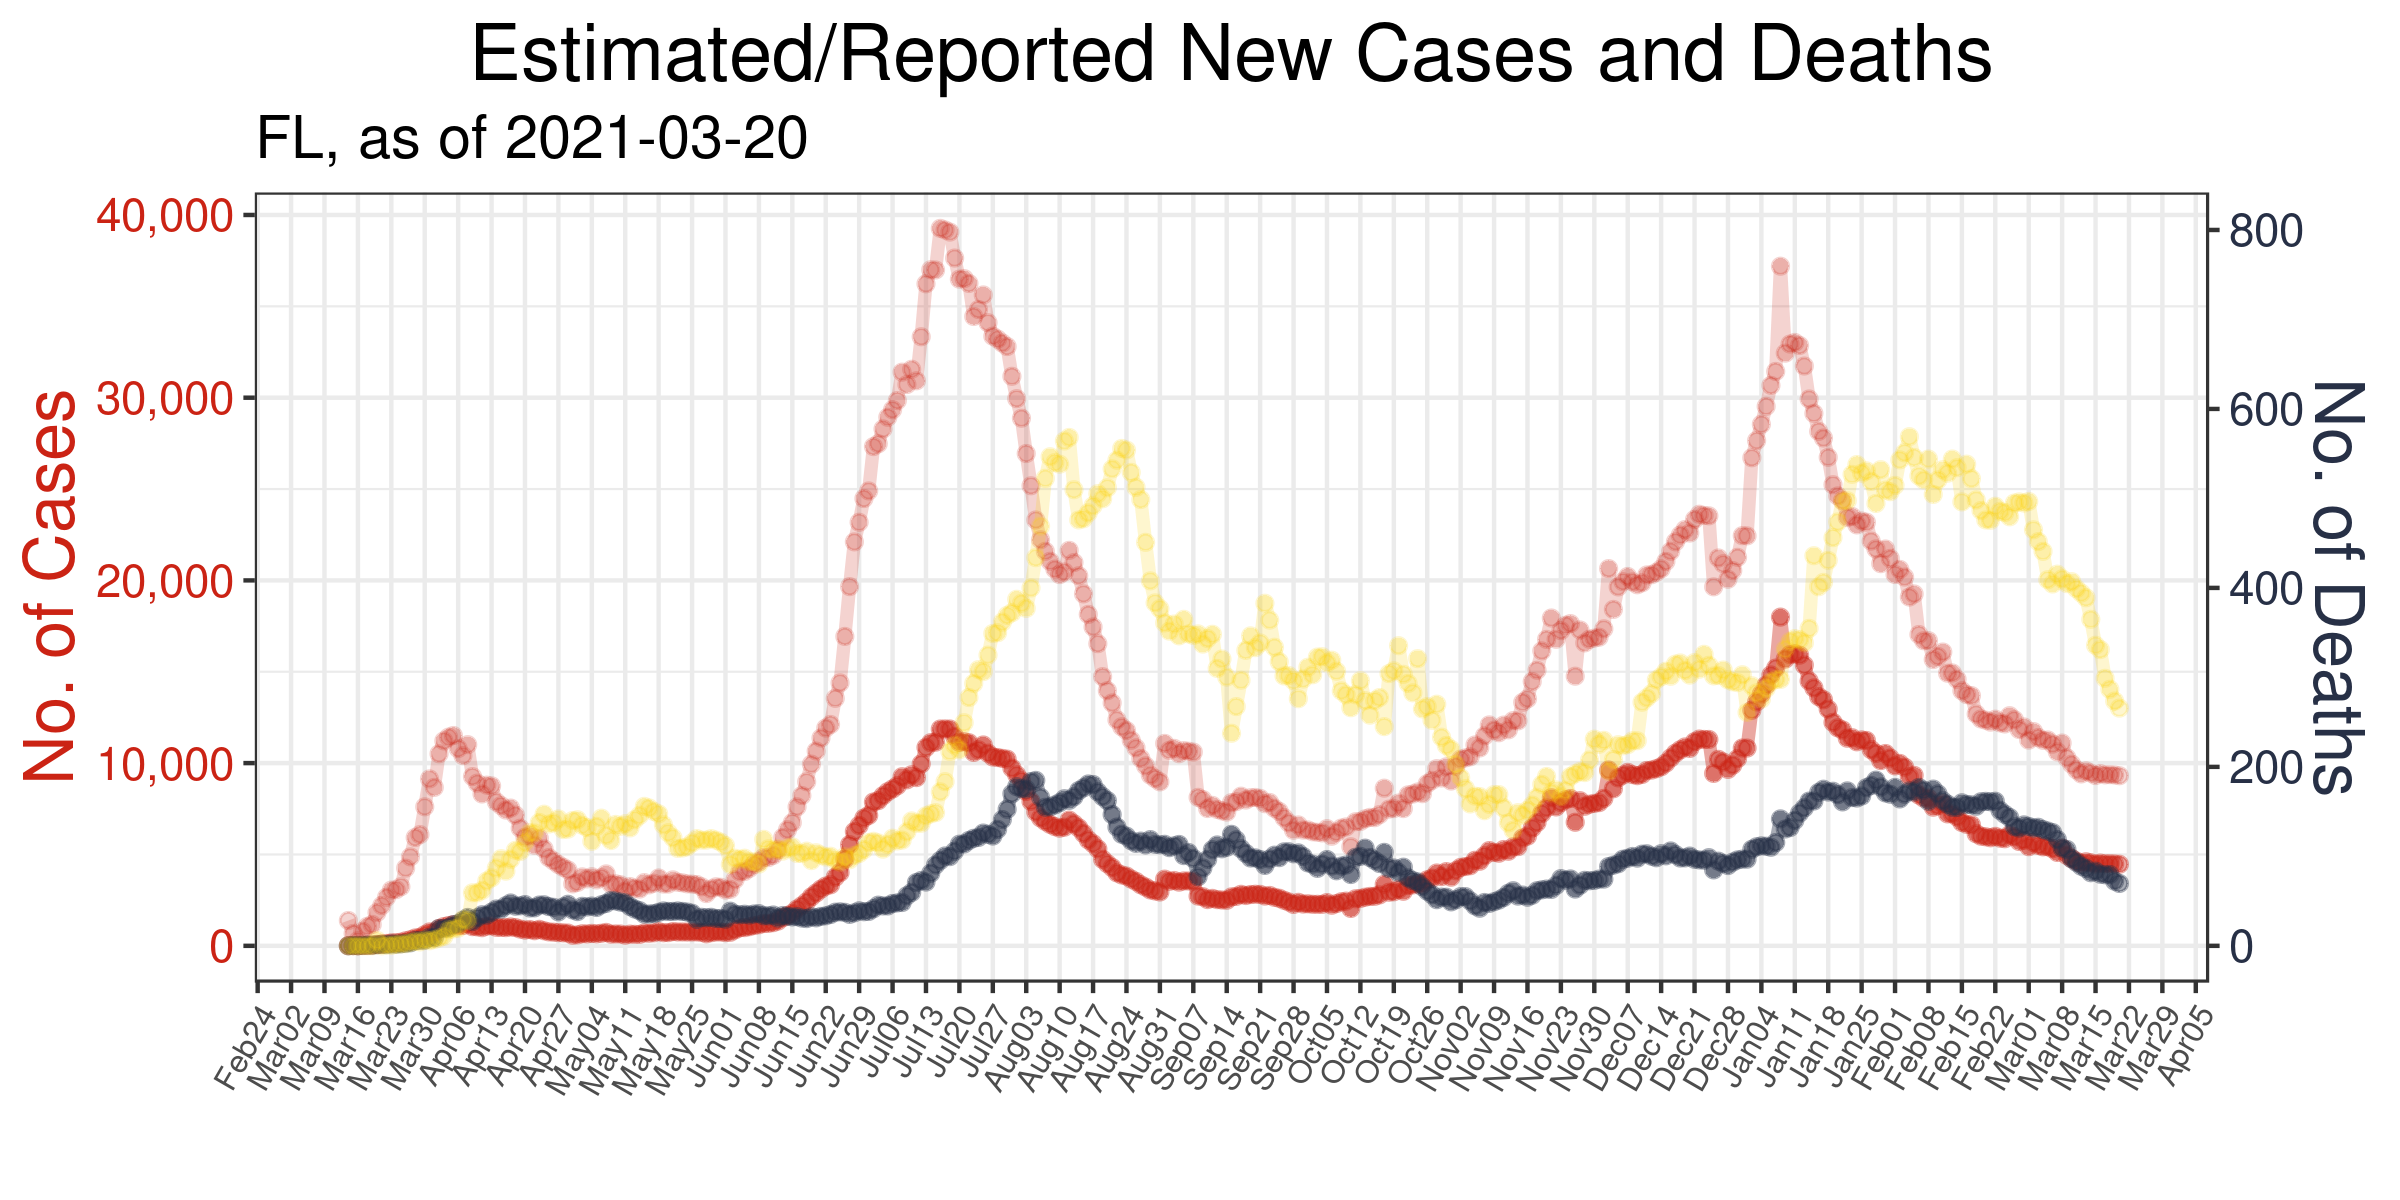 Estimated/Reported New Cases and Deaths
FL, as of 2021-03-20
No. of Cases
40,000
30,000
20,000
10,000
0
800
600
400
200
0
No. of Deaths
Feb24
Mar02
Mar09
Mar16
Mar23
Mar30
Apr06
Apr13
Apr20
Apr27
May04
May11
May18
May25
Jun01
Jun08
Jun15
Jun22
Jun29
Jul06
Jul13
Jul20
Jul27
Aug03
Aug10
Aug17
Aug24
Aug31
Sep07
Sep14
Sep21
Sep28
Oct05
Oct12
Oct19
Oct26
Nov02
Nov09
Nov16
Nov23
Nov30
Dec07
Dec14
Dec21
Dec28
Jan04
Jan11
Jan18
Jan25
Feb01
Feb08
Feb15
Feb22
Mar01
Mar08
Mar15
Mar22
Mar29
Apr05